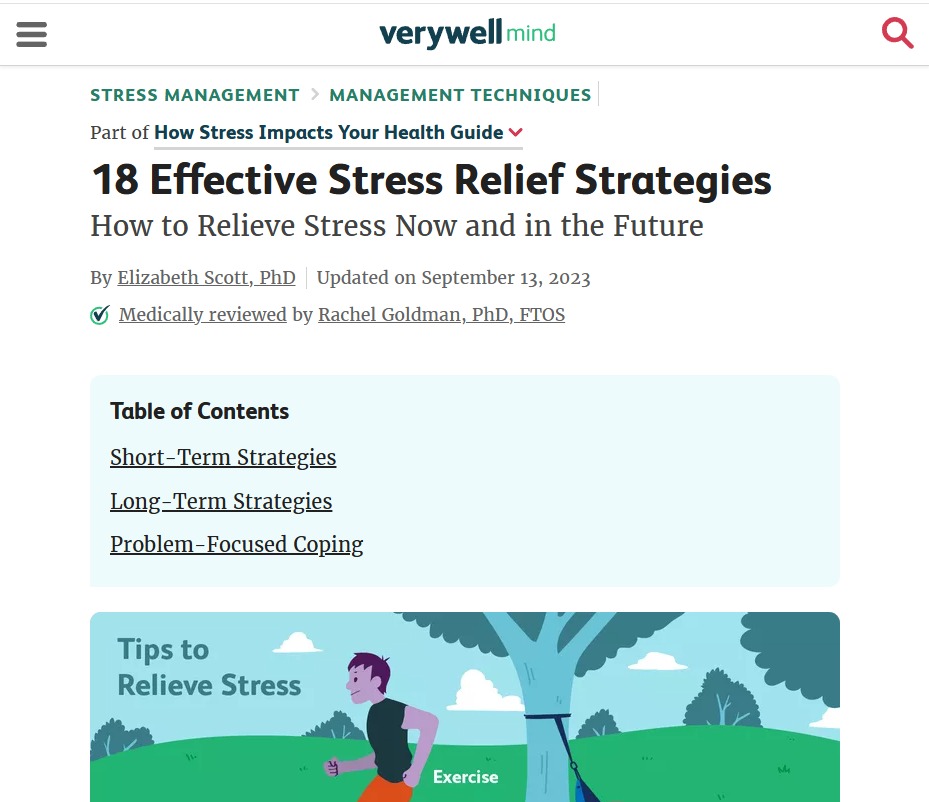 verywell mind
STRESS MANAGEMENT > MANAGEMENT TECHNIQUES
Part of How Stress Impacts Your Health Guide
18 Effective Stress Relief Strategies
How to Relieve Stress Now and in the Future
By Elizabeth Scott, PhD | Updated on September 13, 2023
Medically reviewed by Rachel Goldman, PhD, FTOS
Table of Contents
Short-Term Strategies
Long-Term Strategies
Problem-Focused Coping
Tips to
Relieve Stress
Exercise